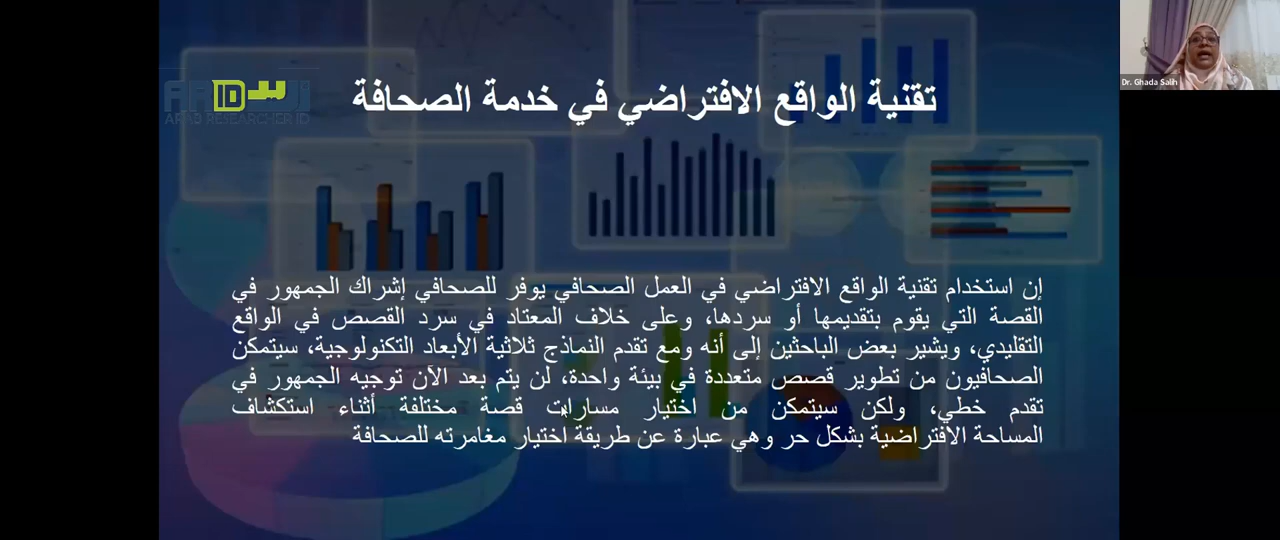 تقنية الواقع الافتراضي في خدمة الصحافة
ARID
ARAB RESEARCHER ID
Dr. Ghada Salih
إن استخدام تقنية الواقع الافتراضي في العمل الصحافي يوفر للصحافي إشراك الجمهور في
القصة التي يقوم بتقديمها أو سردها، وعلى خلاف المعتاد في سرد القصص في الواقع
التقليدي، ويشير بعض الباحثين إلى أنه ومع تقدم النماذج ثلاثية الأبعاد التكنولوجية، سيتمكن
الصحافيون من تطوير قصص متعددة في بيئة واحدة، لن يتم بعد الآن توجيه الجمهور في
تقدم خطي، ولكن سيتمكن من اختيار مسارات قصة مختلفة أثناء استكشاف
المساحة الافتراضية بشكل حر وهي عبارة عن طريقة اختيار مغامرته للصحافة